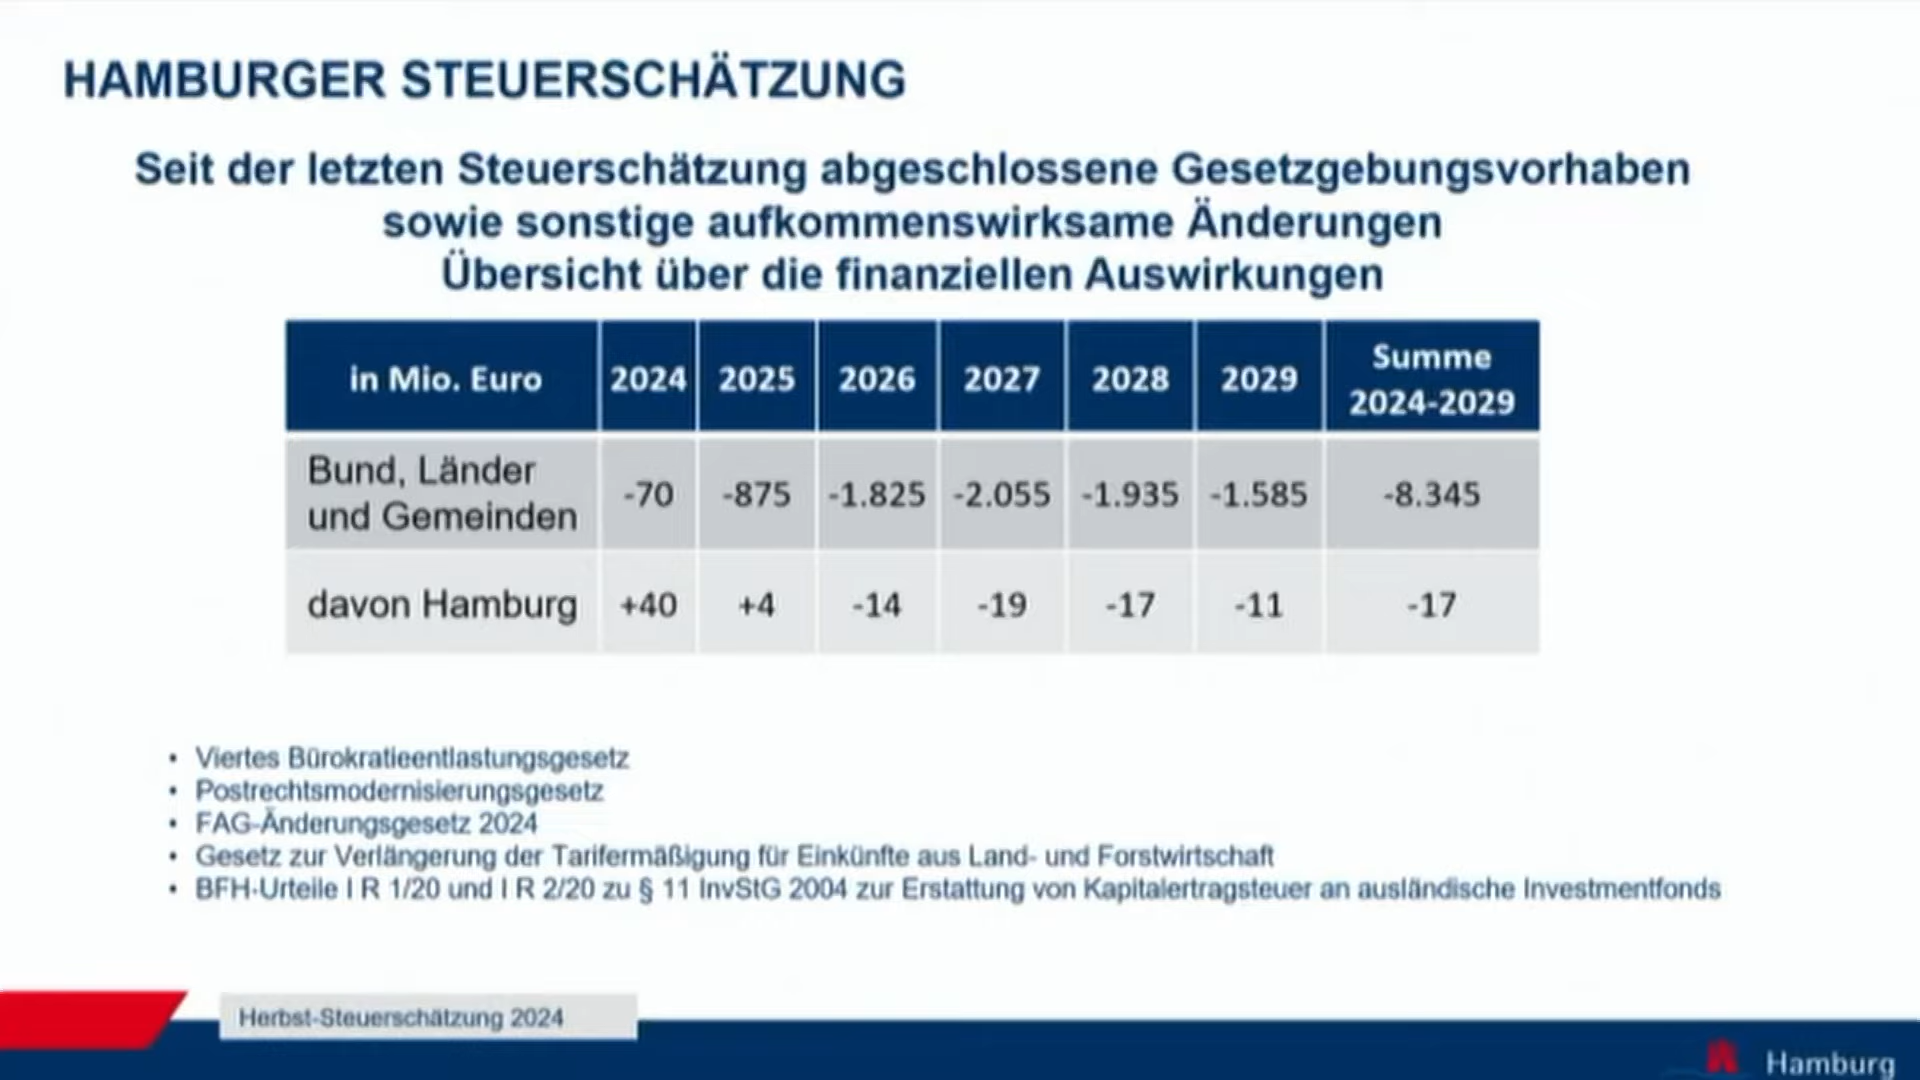 HAMBURGER STEUERSCHÄTZUNG
Seit der letzten Steuerschätzung abgeschlossene Gesetzgebungsvorhaben
sowie sonstige aufkommenswirksame Änderungen
Übersicht über die finanziellen Auswirkungen
in Mio. Euro 2024 2025 2026 2027 2028 2029 Summe 2024-2029
Bund, Länder und Gemeinden -70 -875 -1.825 -2.055 -1.935 -1.585 -8.345
davon Hamburg +40 +4 -14 -19 -17 -11 -17
• Viertes Bürokratieentlastungsgesetz
• Postrechtsmodernisierungsgesetz
• FAG-Änderungsgesetz 2024
• Gesetz zur Verlängerung der Tarifermäßigung für Einkünfte aus Land- und Forstwirtschaft
• BFH-Urteile I R 1/20 und I R 2/20 zu § 11 InvStG 2004 zur Erstattung von Kapitalertragsteuer an ausländische Investmentfonds
Herbst-Steuerschätzung 2024
Hamburg